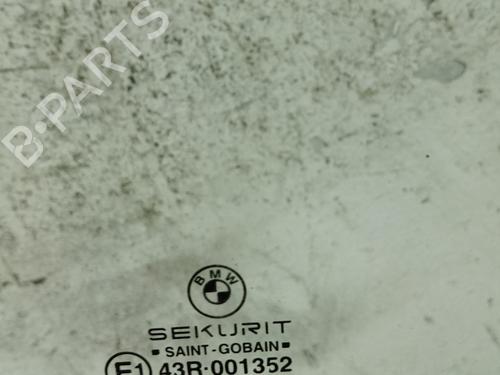 B-PARTS
BMW
SEKURIT
SAINT-GOBAIN
E1 43R-001352